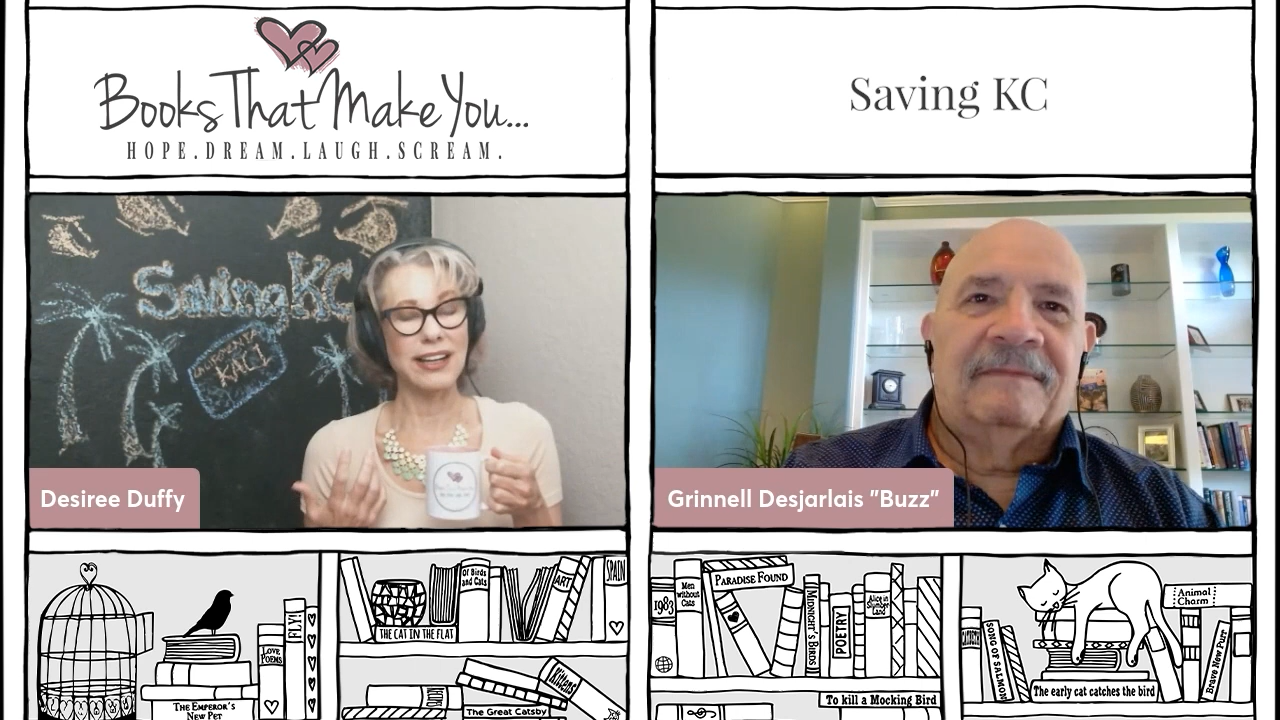 Books That Make You...
HOPE.DREAM.LAUGH.SCREAM.
Saving KC
Saving KC
CALIFORNIA
KACI
Desiree Duffy
Grinnell Desjarlais "Buzz"
FLY!
LOVE
POEMS
THE EMPEROR'S
NEW PET
THE CAT IN THE FLAT
Of Birds
and Cats
ART
SPAIN
Kittens
The Great Catsby
1983
Men
without
Cats
PARADISE FOUND
MIDNIGHT'S BIRDS
POETRY
Alice in
Slumber
Land
To kill a Mocking Bird
SONG OF SALMON
The early cat catches the bird
Animal
Charm
Brave New Purr